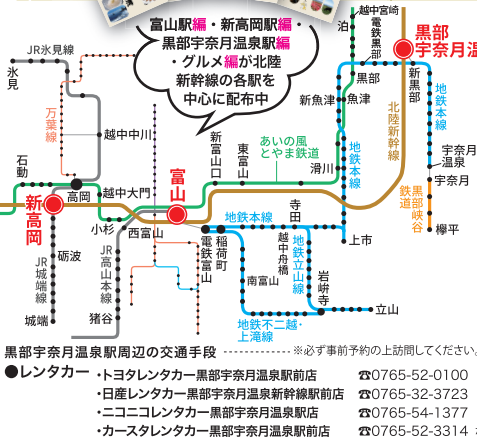 富山駅編・新高岡駅編・
黒部宇奈月温泉駅編
・グルメ編が北陸
新幹線の各駅を
中心に配布中
越中宮崎
泊
電鉄黒部
黒部
宇奈月温
JR氷見線
氷見
黒部
新黒部
新魚津
魚津
地鉄本線
万葉線
越中中川
北陸新幹線
新富山口
東富山
あいの風
とやま鉄道
滑川
地鉄本線
宇奈月
温泉
宇奈月
石動
高岡
越中大門
富山
新高岡
小杉
西富山
地鉄本線
寺田
黒部峡谷
鉄道
欅平
上市
電鉄富山
稲荷町
越中舟橋
地鉄立山線
砺波
JR城端線
JR高山本線
南富山
岩峅寺
城端
猪谷
地鉄不二越・
上滝線
立山
黒部宇奈月温泉駅周辺の交通手段 ※必ず事前予約の上訪問してください。
●レンタカー ・トヨタレンタカー黒部宇奈月温泉駅前店 ☎0765-52-0100
・日産レンタカー黒部宇奈月温泉新幹線駅前店 ☎0765-32-3723
・ニコニコレンタカー黒部宇奈月温泉駅店 ☎0765-54-1377
・カースタレンタカー黒部宇奈月温泉駅前店 ☎0765-52-3314